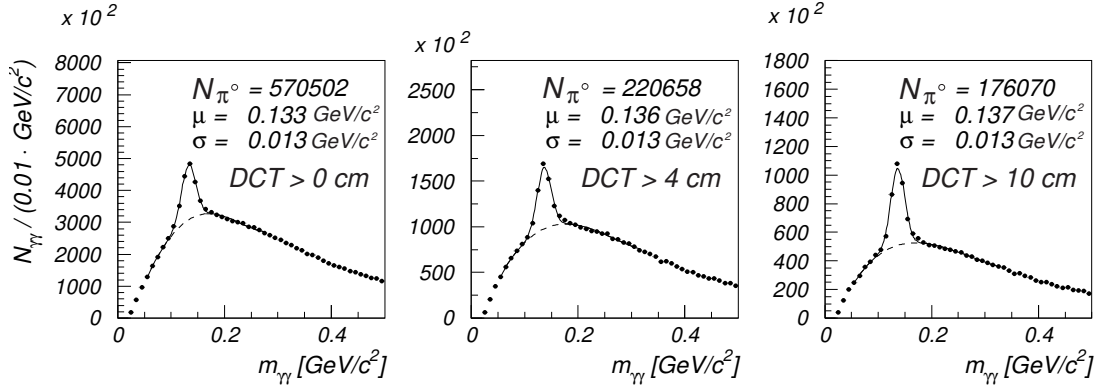 x 10 2
N_γγ / (0.01 · GeV/c²)
8000
7000
6000
5000
4000
3000
2000
1000
0
N_π° = 570502
μ = 0.133 GeV/c²
σ = 0.013 GeV/c²
DCT > 0 cm
0 0.2 0.4
m_γγ [GeV/c²]
x 10 2
2500
2000
1500
1000
500
0
N_π° = 220658
μ = 0.136 GeV/c²
σ = 0.013 GeV/c²
DCT > 4 cm
0 0.2 0.4
m_γγ [GeV/c²]
x 10 2
1800
1600
1400
1200
1000
800
600
400
200
0
N_π° = 176070
μ = 0.137 GeV/c²
σ = 0.013 GeV/c²
DCT > 10 cm
0 0.2 0.4
m_γγ [GeV/c²]